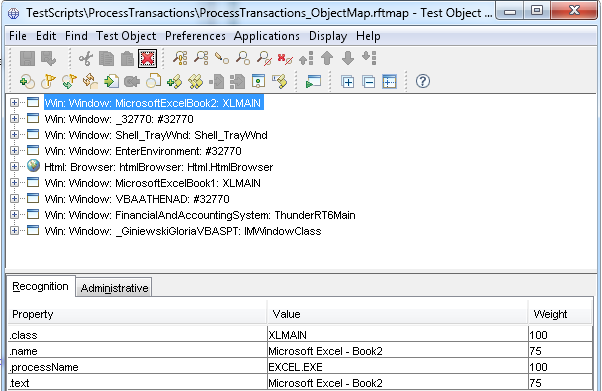 TestScripts\ProcessTransactions\ProcessTransactions_ObjectMap.rftmap - Test Object ...
File Edit Find Test Object Preferences Applications Display Help
Win: Window: MicrosoftExcelBook2: XLMAIN
Win: Window: _32770: #32770
Win: Window: Shell_TrayWnd: Shell_TrayWnd
Win: Window: EnterEnvironment: #32770
Html: Browser: htmlBrowser: Html.HtmlBrowser
Win: Window: MicrosoftExcelBook1: XLMAIN
Win: Window: VBAATHENAD: #32770
Win: Window: FinancialAndAccountingSystem: ThunderRT6Main
Win: Window: _GiniewskiGloriaVBASPT: IMWindowClass
Recognition Administrative
Property Value Weight
.class XLMAIN 100
.name Microsoft Excel - Book2 75
.processName EXCEL.EXE 100
.text Microsoft Excel - Book2 75